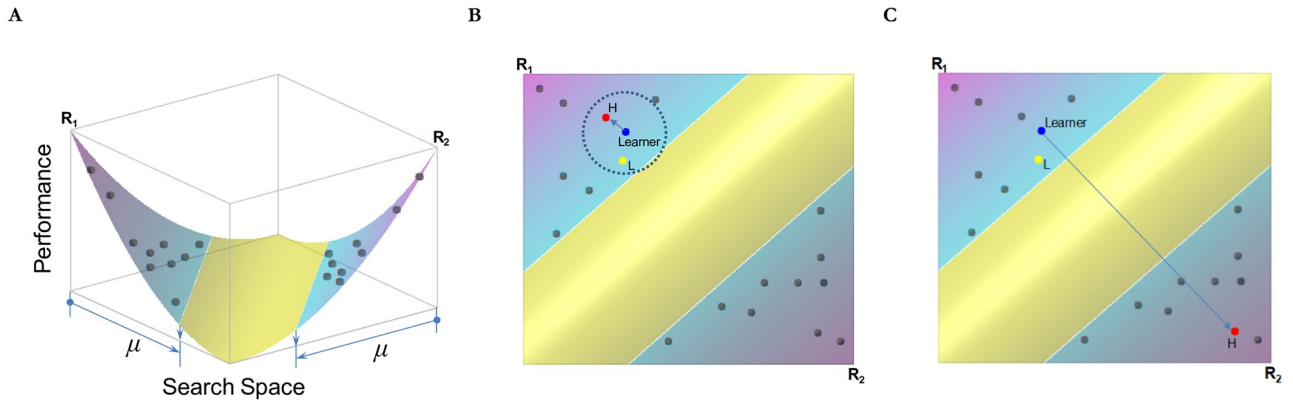 A
B
C
R1
R2
Performance
μ
μ
Search Space
R1
H
Learner
L
R2
R1
Learner
L
H
R2